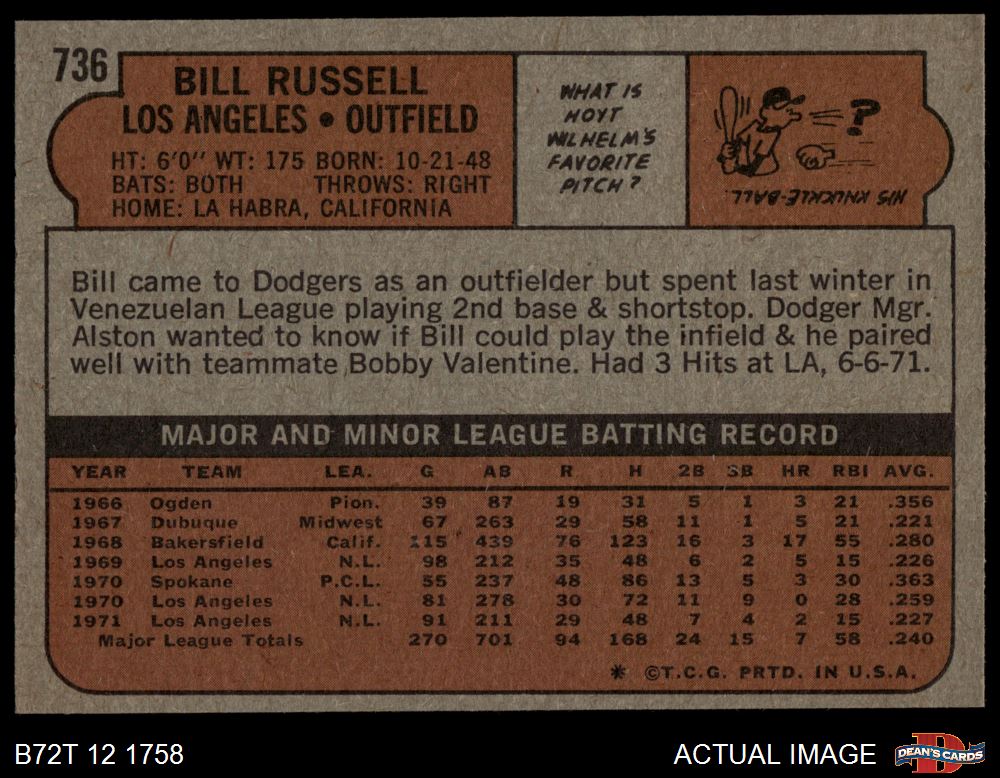 736
BILL RUSSELL
LOS ANGELES • OUTFIELD
HT: 6'0" WT: 175 BORN: 10-21-48
BATS: BOTH THROWS: RIGHT
HOME: LA HABRA, CALIFORNIA
WHAT IS
HOYT
WILHELM'S
FAVORITE
PITCH?
?
HIS KNUCKLE-BALL.
Bill came to Dodgers as an outfielder but spent last winter in
Venezuelan League playing 2nd base & shortstop. Dodger Mgr.
Alston wanted to know if Bill could play the infield & he paired
well with teammate Bobby Valentine. Had 3 Hits at LA, 6-6-71.
MAJOR AND MINOR LEAGUE BATTING RECORD
YEAR TEAM LEA. G AB R H 2B 3B HR RBI AVG.
1966 Ogden Pion. 39 87 19 31 5 1 3 21 .356
1967 Dubuque Midwest 67 263 29 58 11 1 5 21 .221
1968 Bakersfield Calif. 115 439 76 123 16 3 17 55 .280
1969 Los Angeles N.L. 98 212 35 48 6 2 5 15 .226
1970 Spokane P.C.L. 55 237 48 86 13 5 3 30 .363
1970 Los Angeles N.L. 81 278 30 72 11 9 0 28 .259
1971 Los Angeles N.L. 91 211 29 48 7 4 2 15 .227
Major League Totals 270 701 94 168 24 15 7 58 .240
* ©T.C.G. PRTD. IN U.S.A.
B72T 12 1758
ACTUAL IMAGE
DEAN'S CARDS